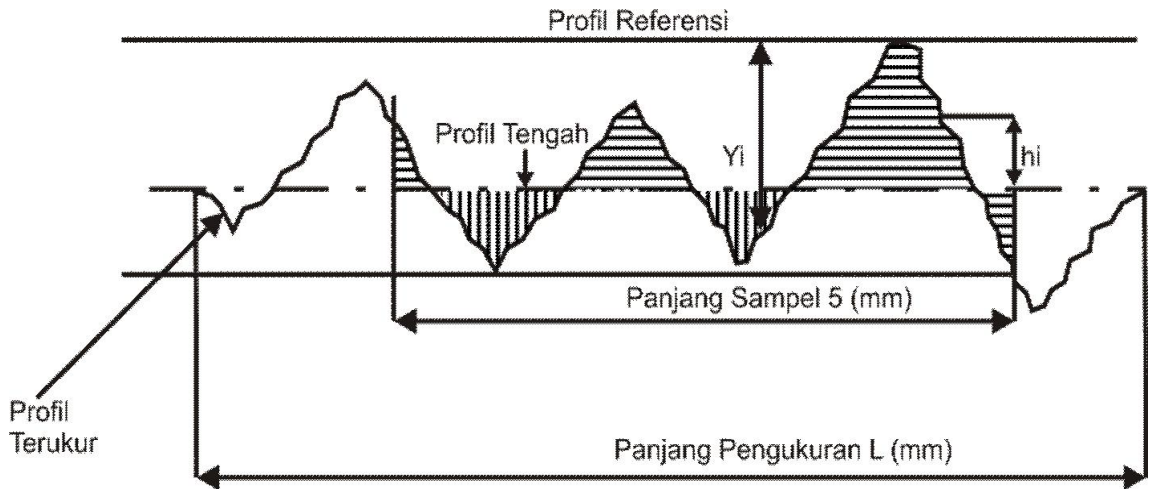 Profil Referensi
Profil Tengah
Yi
hi
Panjang Sampel 5 (mm)
Profil
Terukur
Panjang Pengukuran L (mm)